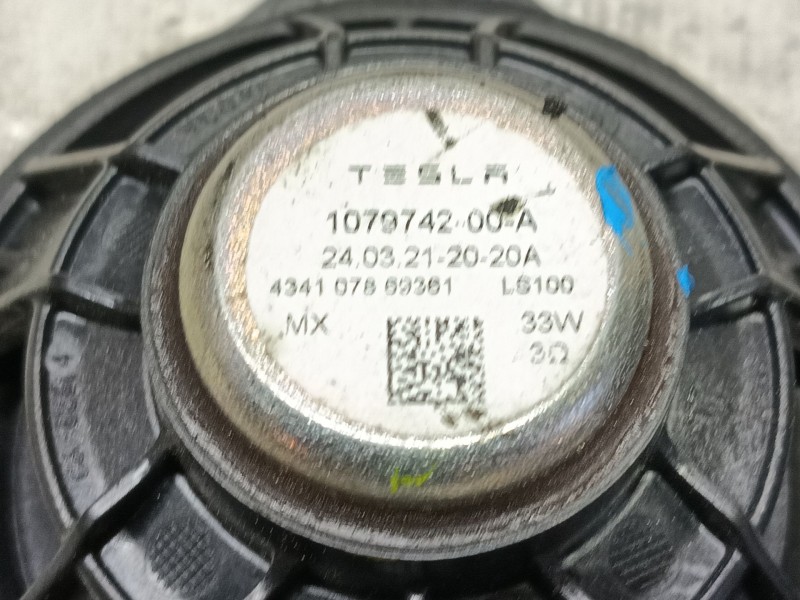 TESLA
1079742-00-A
24.03.21-20-20A
4341 078 69361 LS100
MX 33W
3Ω